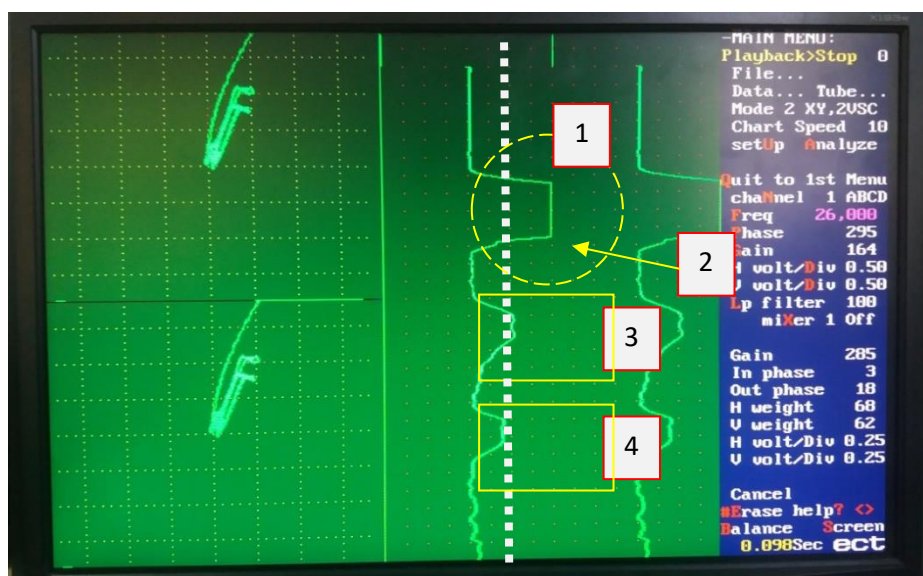 -MAIN MENU:
Playback>Stop 0
File...
Data... Tube...
Mode 2 XY,2VSC
Chart Speed 10
setUp Analyze
Quit to 1st Menu
chaNnel 1 ABCD
Freq 26,000
Phase 295
Gain 164
H volt/Div 0.50
V volt/Div 0.50
Lp filter 100
miXer 1 Off
Gain 285
In phase 3
Out phase 18
H weight 68
V weight 62
H volt/Div 0.25
V volt/Div 0.25
Cancel
#Erase help? <>
Balance Screen
0.098Sec ect
1
2
3
4